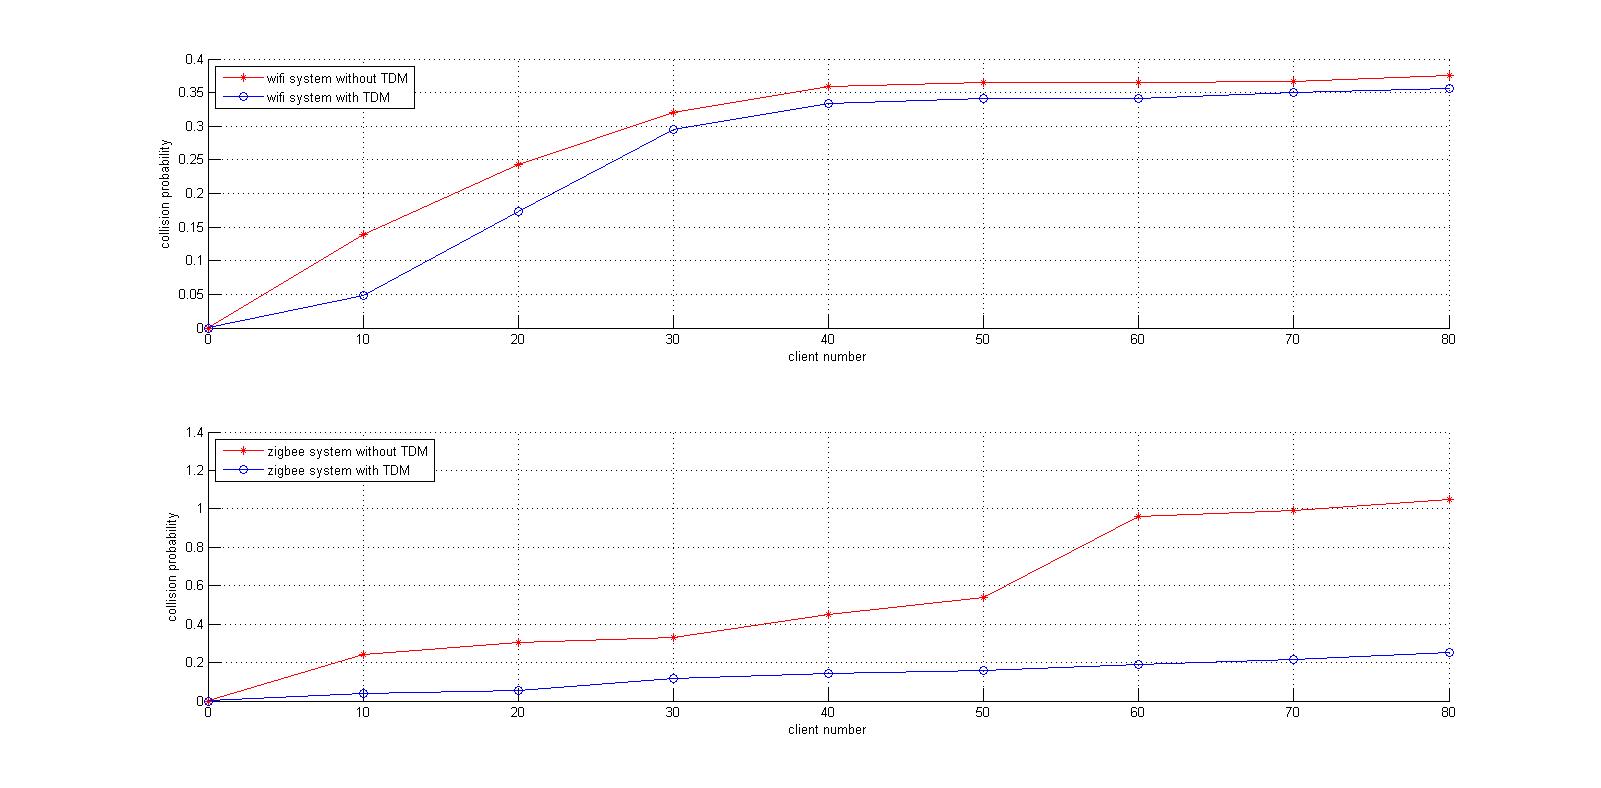 0.4
wifi system without TDM
wifi system with TDM
0.35
0.3
0.25
0.2
0.15
0.1
0.05
0
collision probability
0 10 20 30 40 50 60 70 80
client number
1.4
zigbee system without TDM
zigbee system with TDM
1.2
1
0.8
0.6
0.4
0.2
0
collision probability
0 10 20 30 40 50 60 70 80
client number